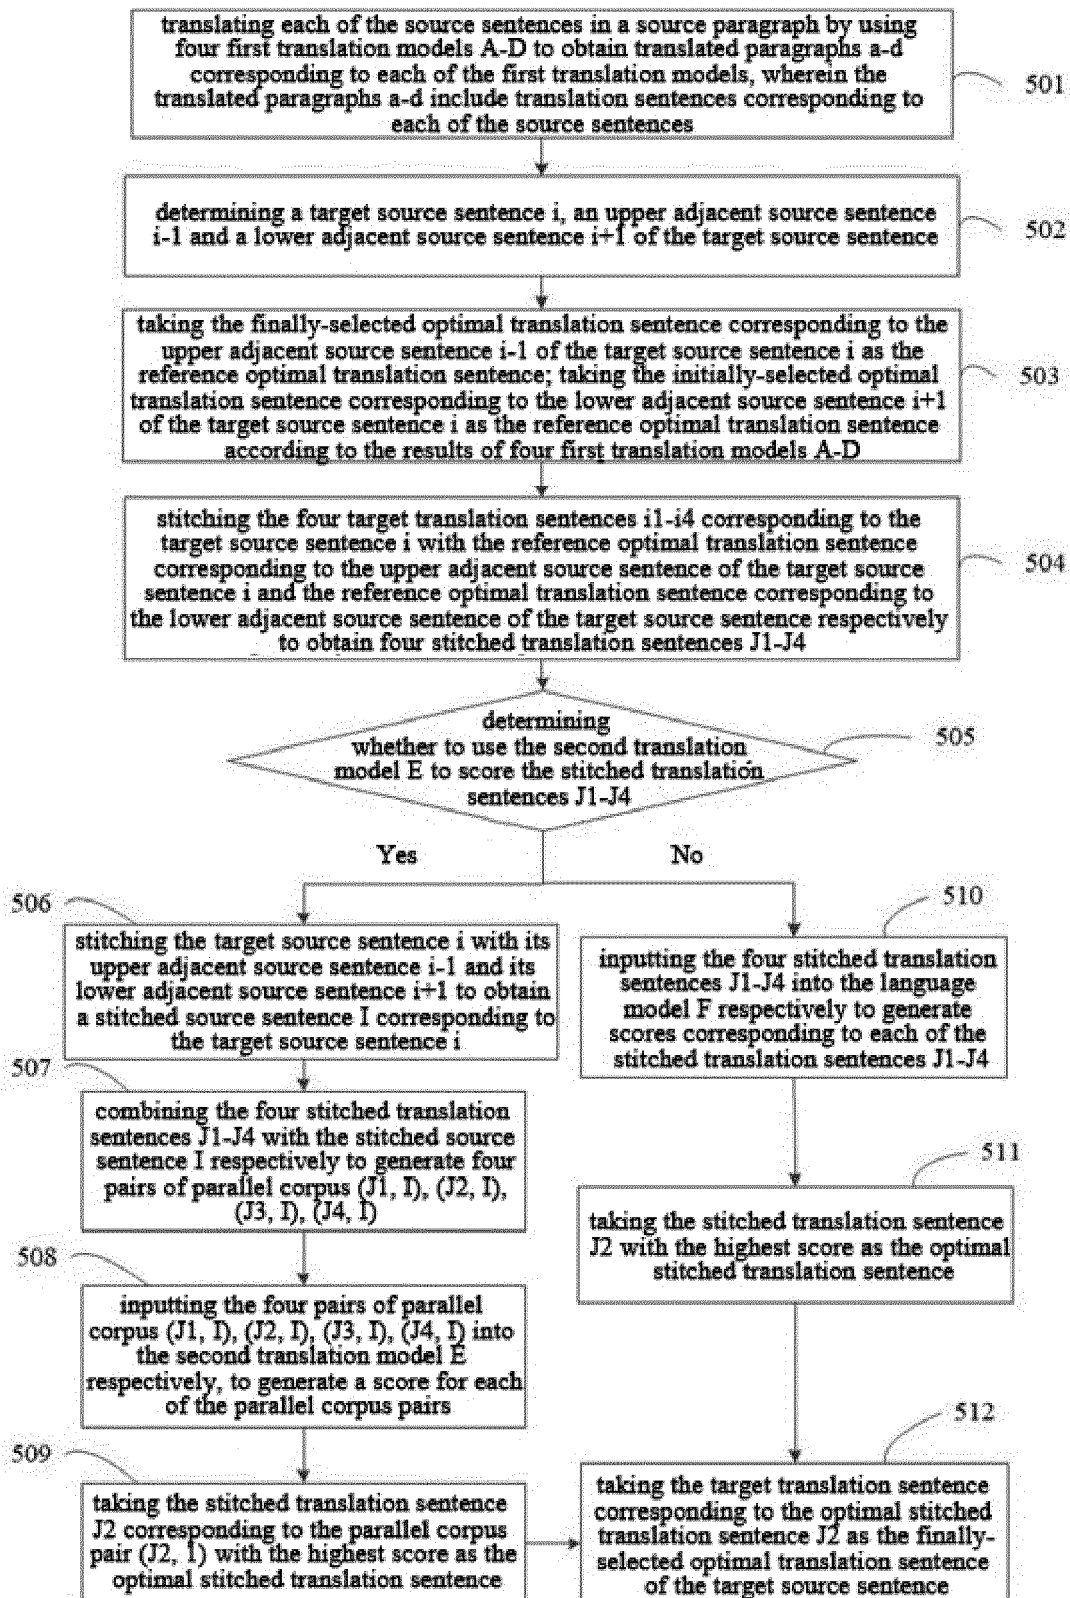 translating each of the source sentences in a source paragraph by using
four first translation models A-D to obtain translated paragraphs a-d
corresponding to each of the first translation models, wherein the
translated paragraphs a-d include translation sentences corresponding to
each of the source sentences
501
determining a target source sentence i, an upper adjacent source sentence
i-1 and a lower adjacent source sentence i+1 of the target source sentence
502
taking the finally-selected optimal translation sentence corresponding to the
upper adjacent source sentence i-1 of the target source sentence i as the
reference optimal translation sentence; taking the initially-selected optimal
translation sentence corresponding to the lower adjacent source sentence i+1
of the target source sentence i as the reference optimal translation sentence
according to the results of four first translation models A-D
503
stitching the four target translation sentences i1-i4 corresponding to the
target source sentence i with the reference optimal translation sentence
corresponding to the upper adjacent source sentence of the target source
sentence i and the reference optimal translation sentence corresponding to
the lower adjacent source sentence of the target source sentence respectively
to obtain four stitched translation sentences J1-J4
504
determining
whether to use the second translation
model E to score the stitched translation
sentences J1-J4
505
Yes
No
506
stitching the target source sentence i with its
upper adjacent source sentence i-1 and its
lower adjacent source sentence i+1 to obtain
a stitched source sentence I corresponding to
the target source sentence i
507
combining the four stitched translation
sentences J1-J4 with the stitched source
sentence I respectively to generate four
pairs of parallel corpus (J1, I), (J2, I),
(J3, I), (J4, I)
508
inputting the four pairs of parallel
corpus (J1, I), (J2, I), (J3, I), (J4, I) into
the second translation model E
respectively, to generate a score for each
of the parallel corpus pairs
509
taking the stitched translation sentence
J2 corresponding to the parallel corpus
pair (J2, I) with the highest score as the
optimal stitched translation sentence
510
inputting the four stitched translation
sentences J1-J4 into the language
model F respectively to generate
scores corresponding to each of the
stitched translation sentences J1-J4
511
taking the stitched translation sentence
J2 with the highest score as the optimal
stitched translation sentence
512
taking the target translation sentence
corresponding to the optimal stitched
translation sentence J2 as the finally-
selected optimal translation sentence
of the target source sentence